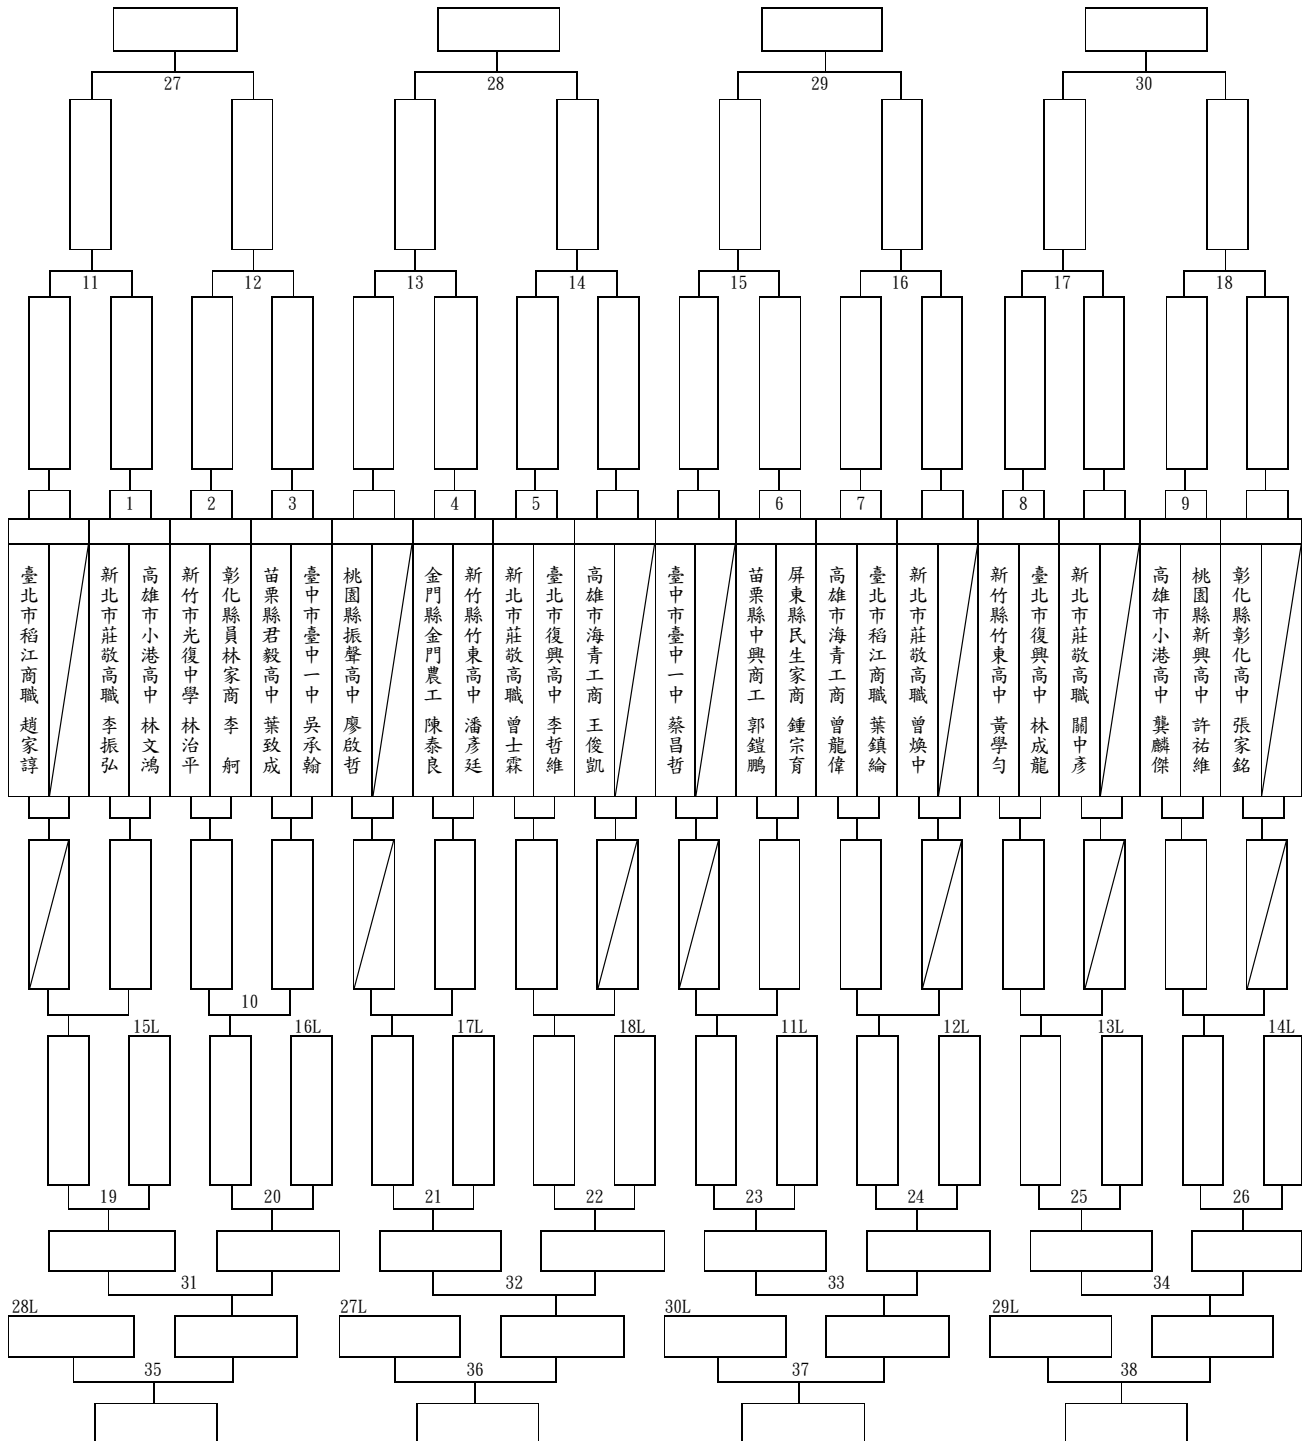 27 28 29 30
11 12 13 14 15 16 17 18
1 2 3 4 5 6 7 8 9
臺北市稻江商職 趙家諄
新北市莊敬高職 李振弘
高雄市小港高中 林文鴻
新竹市光復中學 林冶平
彰化縣員林家商 李 舸
苗栗縣君毅高中 葉致成
臺中市臺中一中 吳承翰
桃園縣振聲高中 廖啟哲
金門縣金門農工 陳泰良
新竹縣竹東高中 潘彥廷
新北市莊敬高職 曾士霖
臺北市復興高中 李哲維
高雄市海青工商 王俊凱
臺中市臺中一中 蔡昌哲
苗栗縣中興商工 郭鎧鵬
屏東縣民生家商 鍾宗育
高雄市海青工商 曾龍偉
臺北市稻江商職 葉鎮綸
新北市莊敬高職 曾煥中
新竹縣竹東高中 黃學勻
臺北市復興高中 林成龍
新北市莊敬高職 關中彥
高雄市小港高中 龔麟傑
桃園縣新興高中 許祐維
彰化縣彰化高中 張家銘
10
15L 16L 17L 18L 11L 12L 13L 14L
19 20 21 22 23 24 25 26
31 32 33 34
28L 27L 30L 29L
35 36 37 38